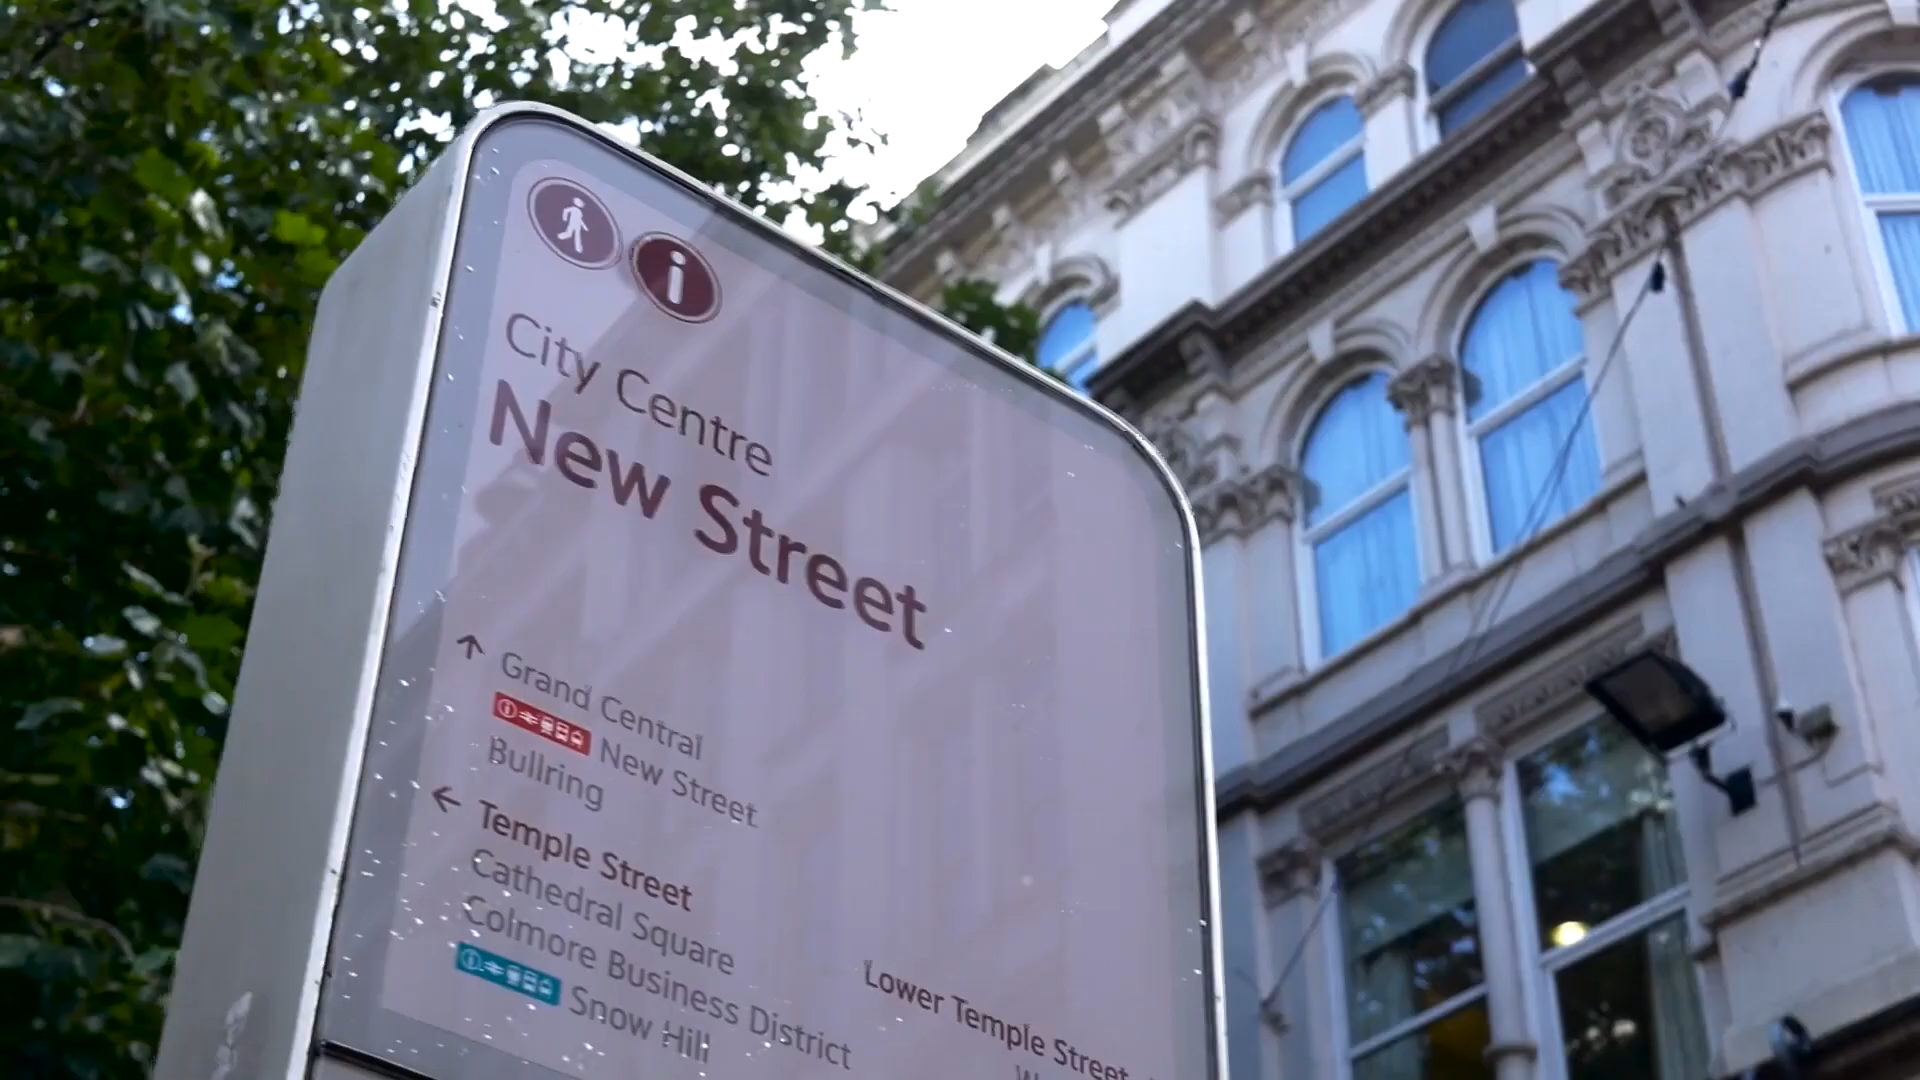 City Centre
New Street
↑ Grand Central
New Street
Bullring
← Temple Street
Cathedral Square
Colmore Business District
Snow Hill
Lower Temple Street